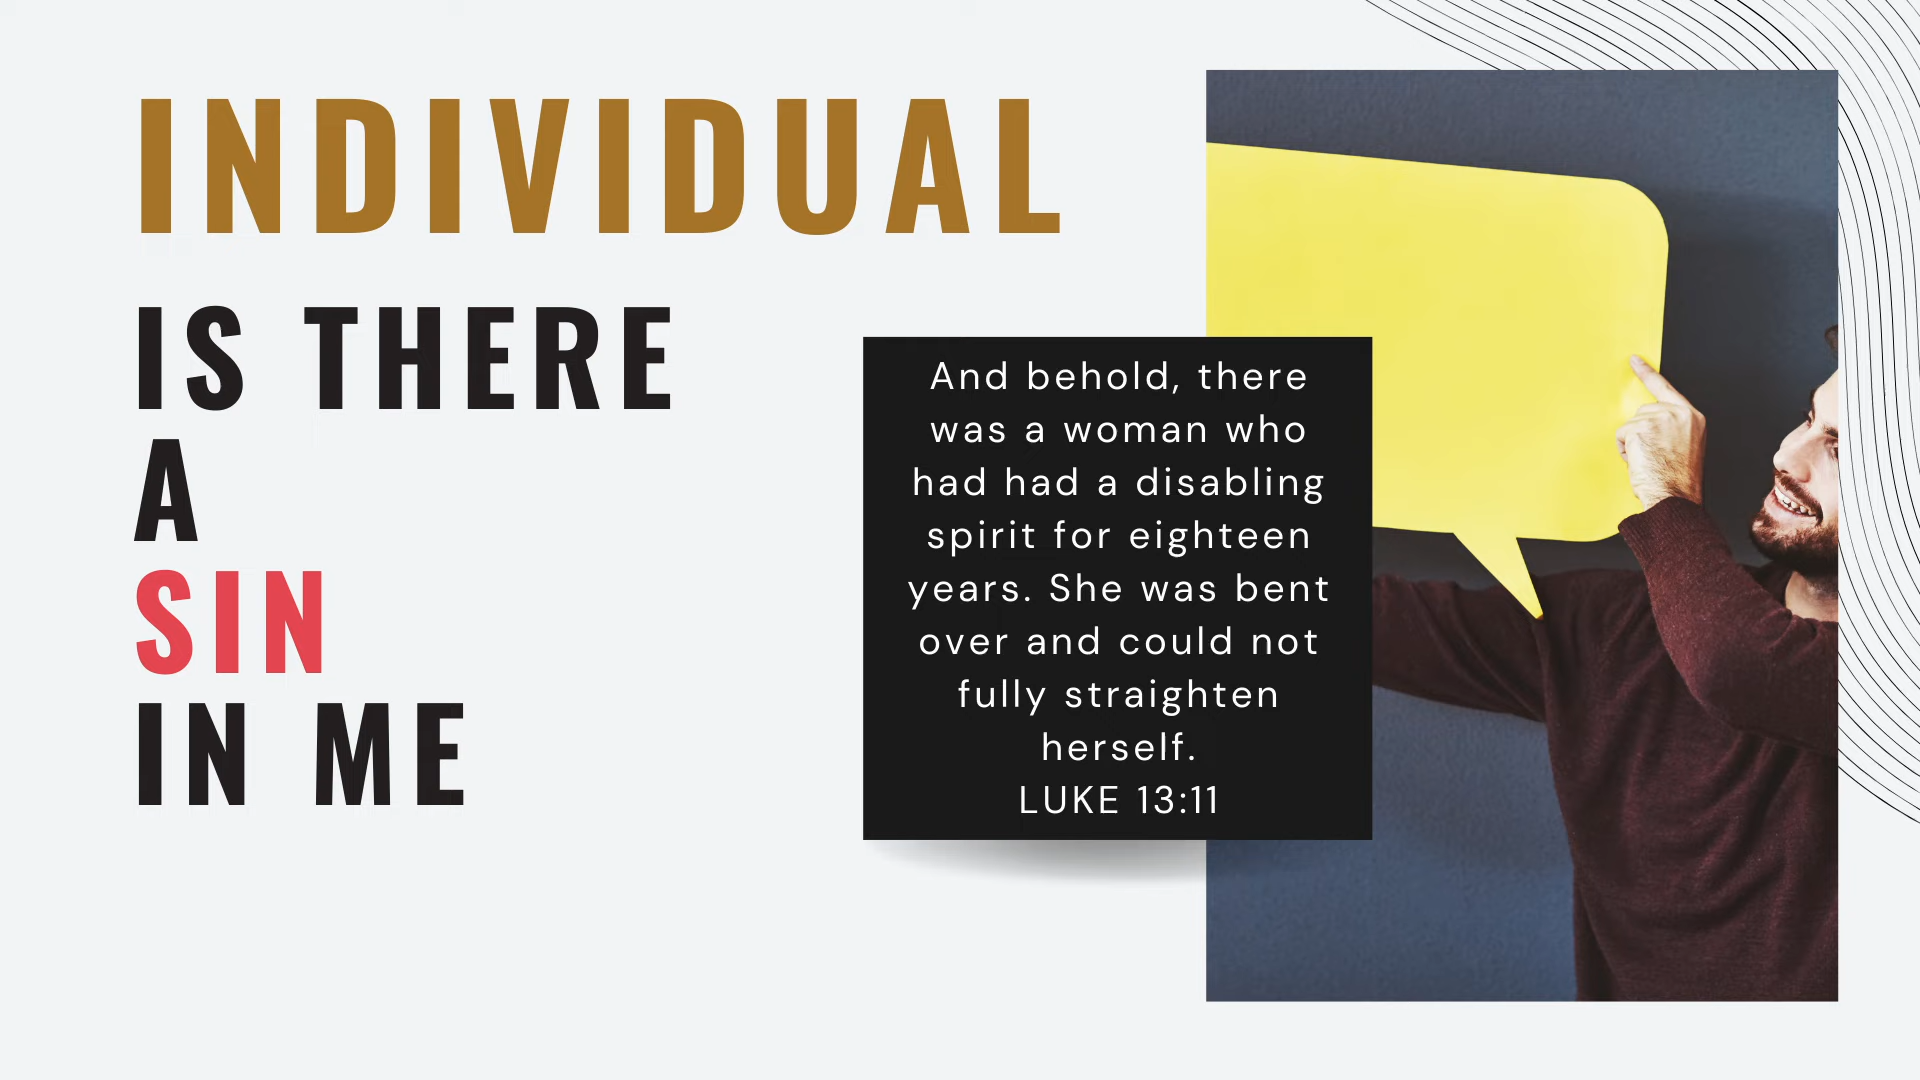 INDIVIDUAL
IS THERE
A
SIN
IN ME
And behold, there
was a woman who
had had a disabling
spirit for eighteen
years. She was bent
over and could not
fully straighten
herself.
LUKE 13:11